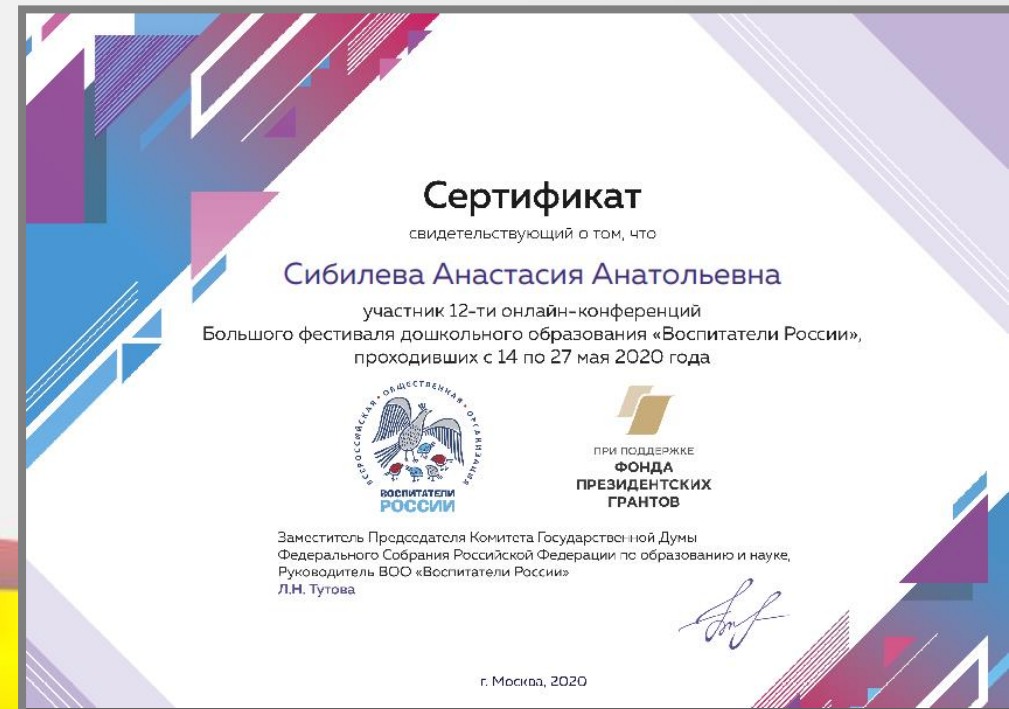 Сертификат
свидетельствующий о том, что
Сибилева Анастасия Анатольевна
участник 12-ти онлайн-конференций
Большого фестиваля дошкольного образования «Воспитатели России»,
проходивших с 14 по 27 мая 2020 года
ВСЕРОССИЙСКАЯ • ОБЩЕСТВЕННАЯ • ОРГАНИЗАЦИЯ
ВОСПИТАТЕЛИ
РОССИИ
ПРИ ПОДДЕРЖКЕ
ФОНДА
ПРЕЗИДЕНТСКИХ
ГРАНТОВ
Заместитель Председателя Комитета Государственной Думы
Федерального Собрания Российской Федерации по образованию и науке,
Руководитель ВОО «Воспитатели России»
Л.Н. Тутова
г. Москва, 2020